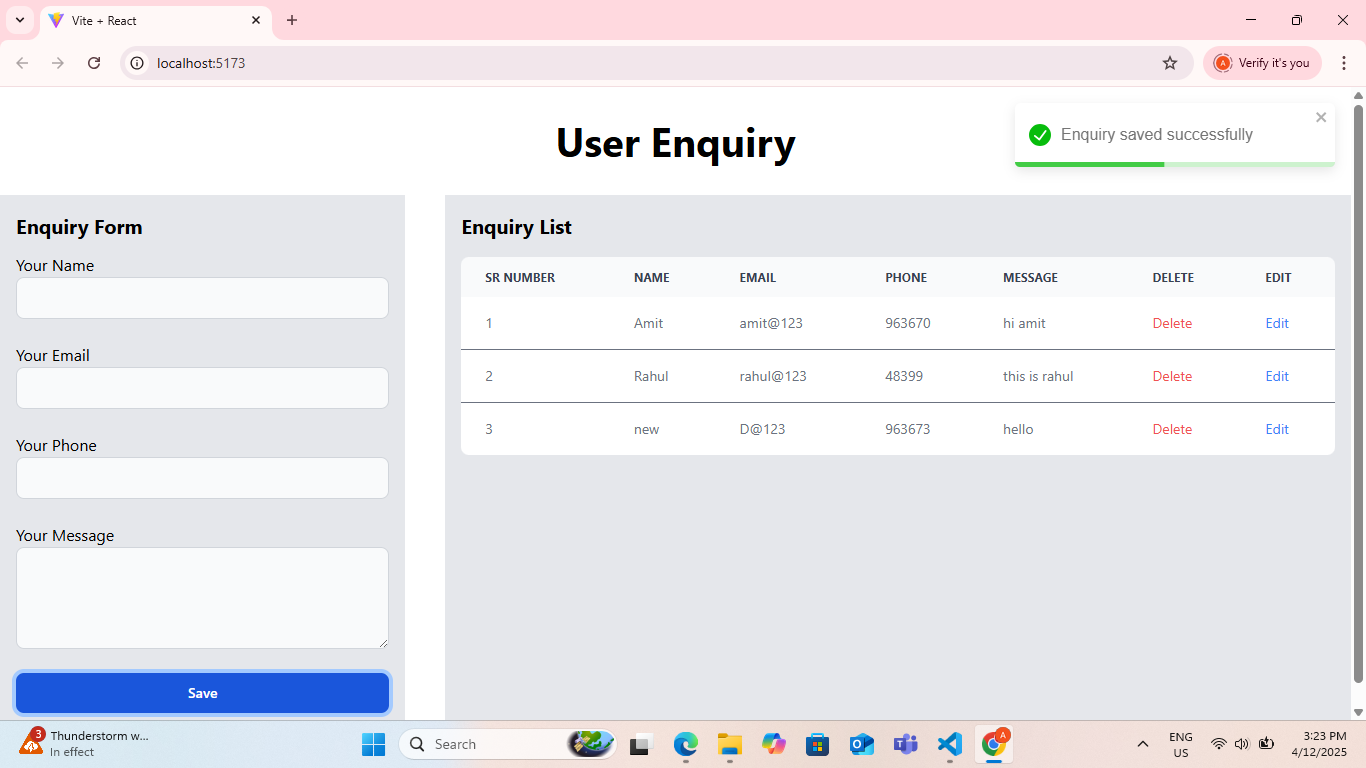 Vite + React
localhost:5173
Verify it's you
User Enquiry
Enquiry saved successfully
Enquiry Form
Your Name
Your Email
Your Phone
Your Message
Save
Enquiry List
SR NUMBER NAME EMAIL PHONE MESSAGE DELETE EDIT
1 Amit amit@123 963670 hi amit Delete Edit
2 Rahul rahul@123 48399 this is rahul Delete Edit
3 new D@123 963673 hello Delete Edit
3
Thunderstorm w...
In effect
Search
A
ENG
US
3:23 PM
4/12/2025